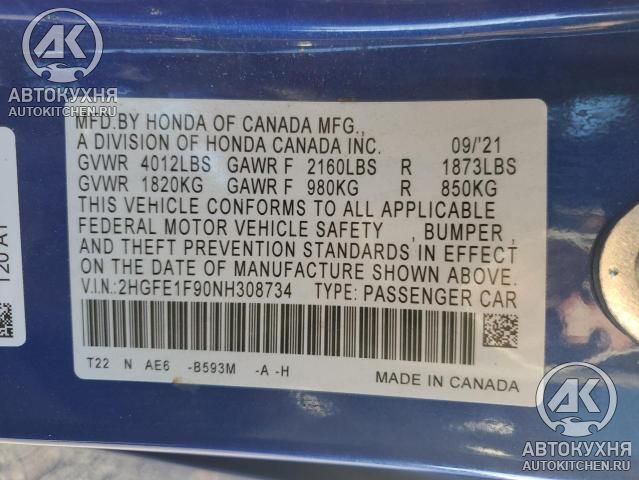 АВТОКУХНЯ
AUTOKITCHEN.RU
MFD.BY HONDA OF CANADA MFG.,
A DIVISION OF HONDA CANADA INC. 09/'21
GVWR 4012LBS GAWR F 2160LBS R 1873LBS
GVWR 1820KG GAWR F 980KG R 850KG
THIS VEHICLE CONFORMS TO ALL APPLICABLE
FEDERAL MOTOR VEHICLE SAFETY , BUMPER ,
AND THEFT PREVENTION STANDARDS IN EFFECT
ON THE DATE OF MANUFACTURE SHOWN ABOVE.
V.I.N.:2HGFE1F90NH308734 TYPE: PASSENGER CAR
T22 N AE6 -B593M -A -H
MADE IN CANADA
120 A1
АК
АВТОКУХНЯ
AUTOKITCHEN.RU